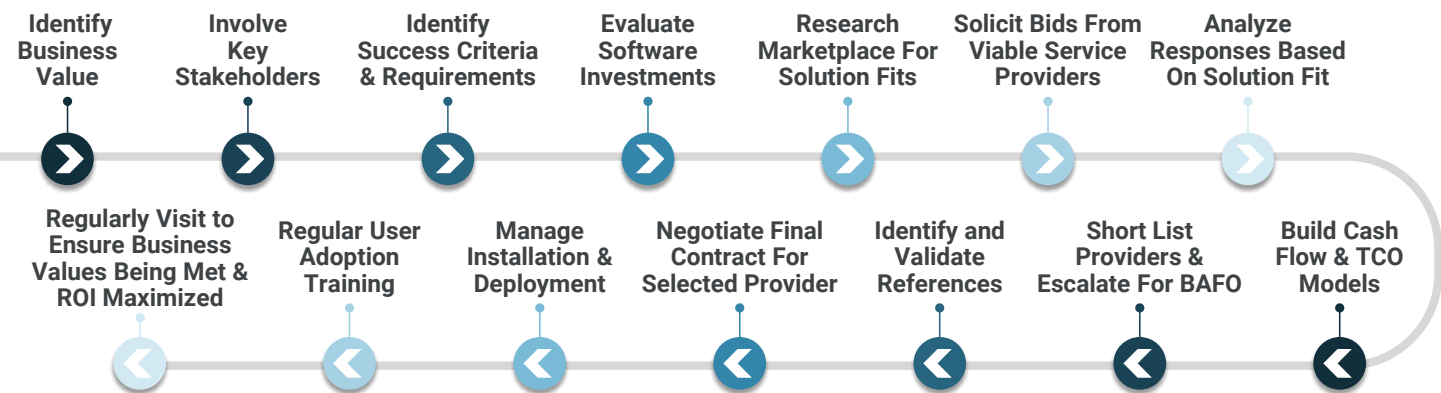 Identify
Business
Value
Involve
Key
Stakeholders
Identify
Success Criteria
& Requirements
Evaluate
Software
Investments
Research
Marketplace For
Solution Fits
Solicit Bids From
Viable Service
Providers
Analyze
Responses Based
On Solution Fit
Build Cash
Flow & TCO
Models
Short List
Providers &
Escalate For BAFO
Identify and
Validate
References
Negotiate Final
Contract For
Selected Provider
Manage
Installation &
Deployment
Regular User
Adoption
Training
Regularly Visit to
Ensure Business
Values Being Met &
ROI Maximized